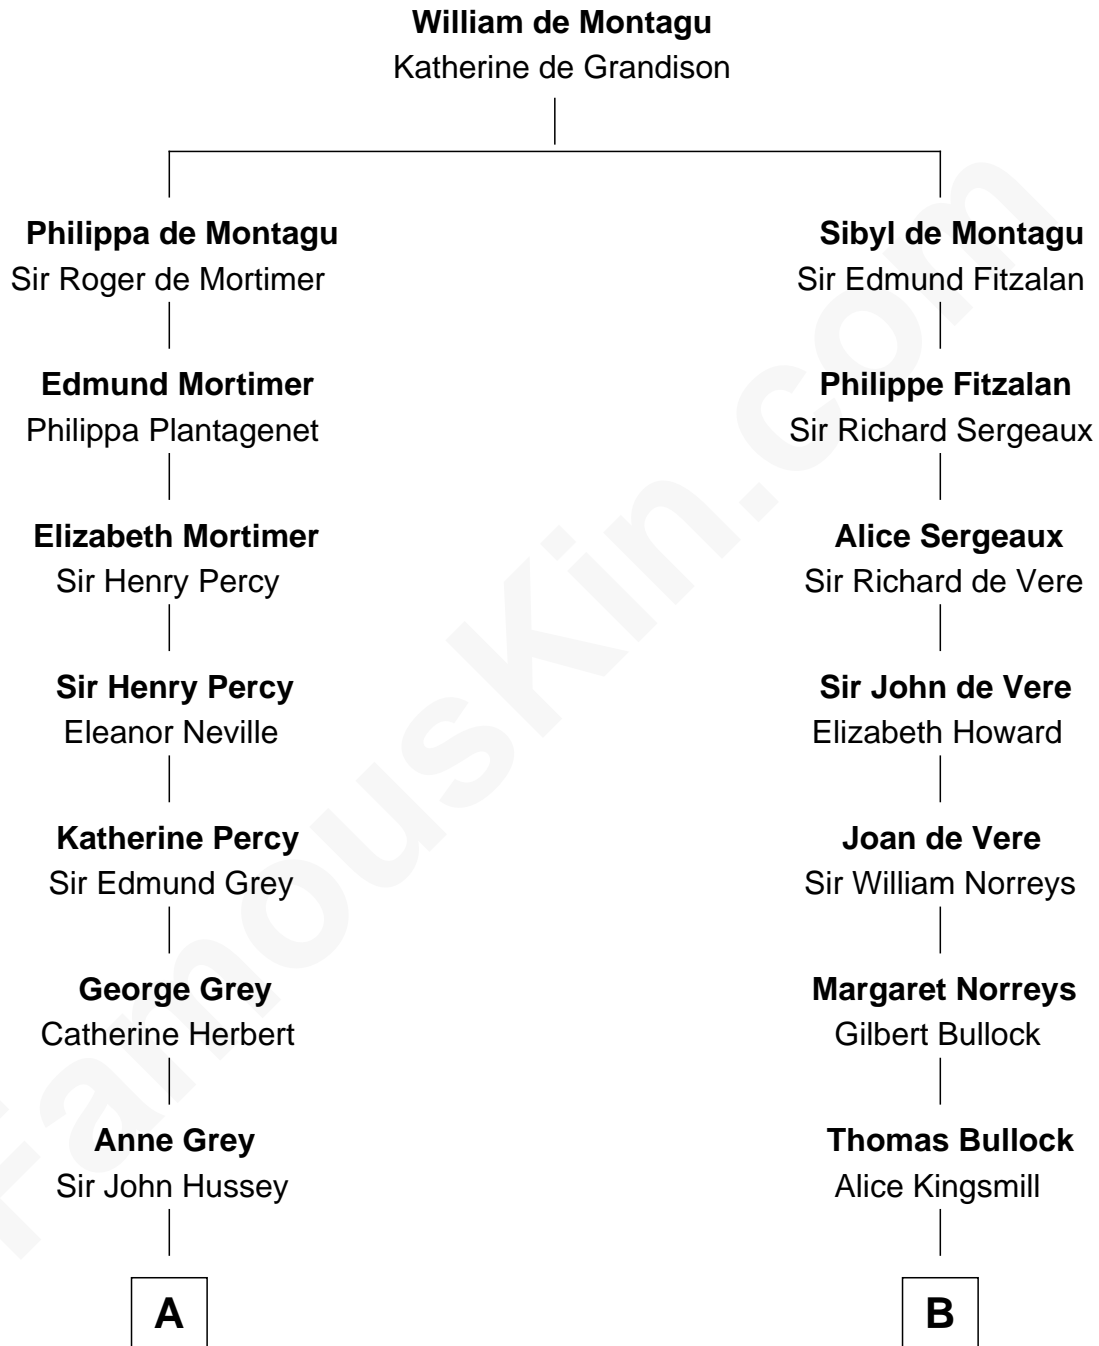 William de Montagu
Katherine de Grandison
Philippa de Montagu
Sir Roger de Mortimer
Sibyl de Montagu
Sir Edmund Fitzalan
Edmund Mortimer
Philippa Plantagenet
Philippe Fitzalan
Sir Richard Sergeaux
Elizabeth Mortimer
Sir Henry Percy
Alice Sergeaux
Sir Richard de Vere
Sir Henry Percy
Eleanor Neville
Sir John de Vere
Elizabeth Howard
Katherine Percy
Sir Edmund Grey
Joan de Vere
Sir William Norreys
George Grey
Catherine Herbert
Margaret Norreys
Gilbert Bullock
Anne Grey
Sir John Hussey
Thomas Bullock
Alice Kingsmill
A
B
FamousKin.com